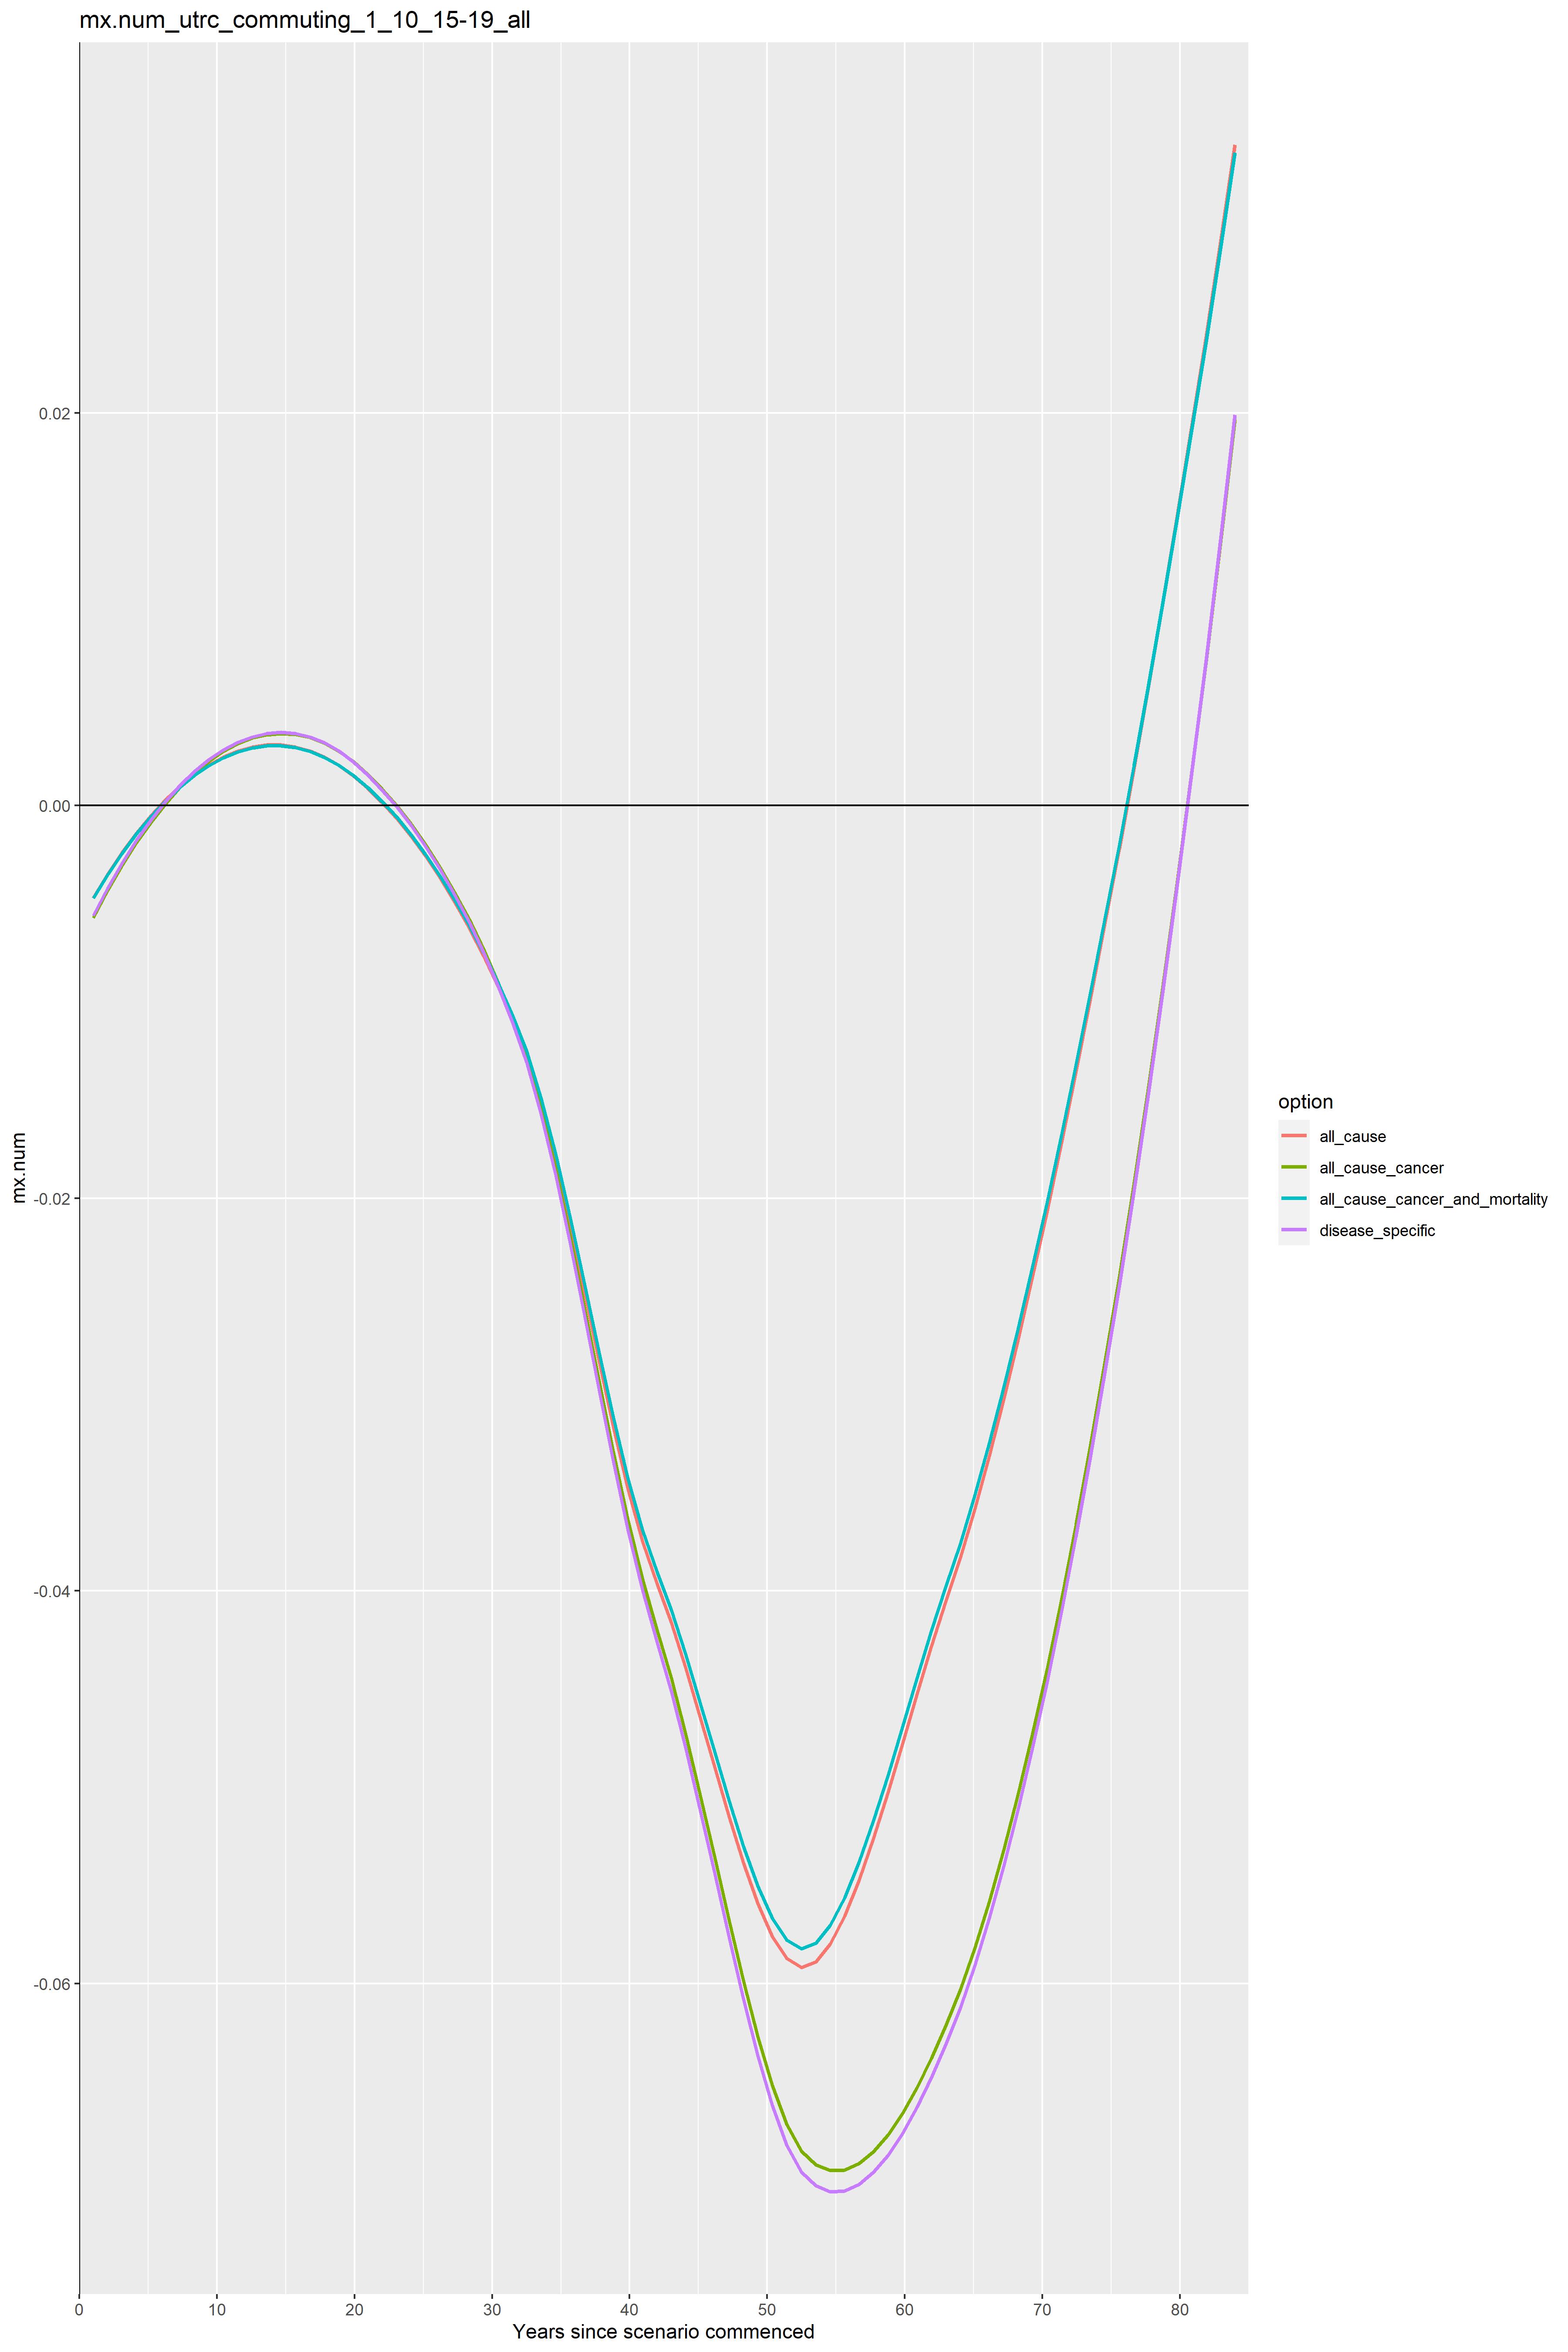 mx.num_utrc_commuting_1_10_15-19_all
0.02
0.00
-0.02
-0.04
-0.06
mx.num
0 10 20 30 40 50 60 70 80
Years since scenario commenced
option
all_cause
all_cause_cancer
all_cause_cancer_and_mortality
disease_specific